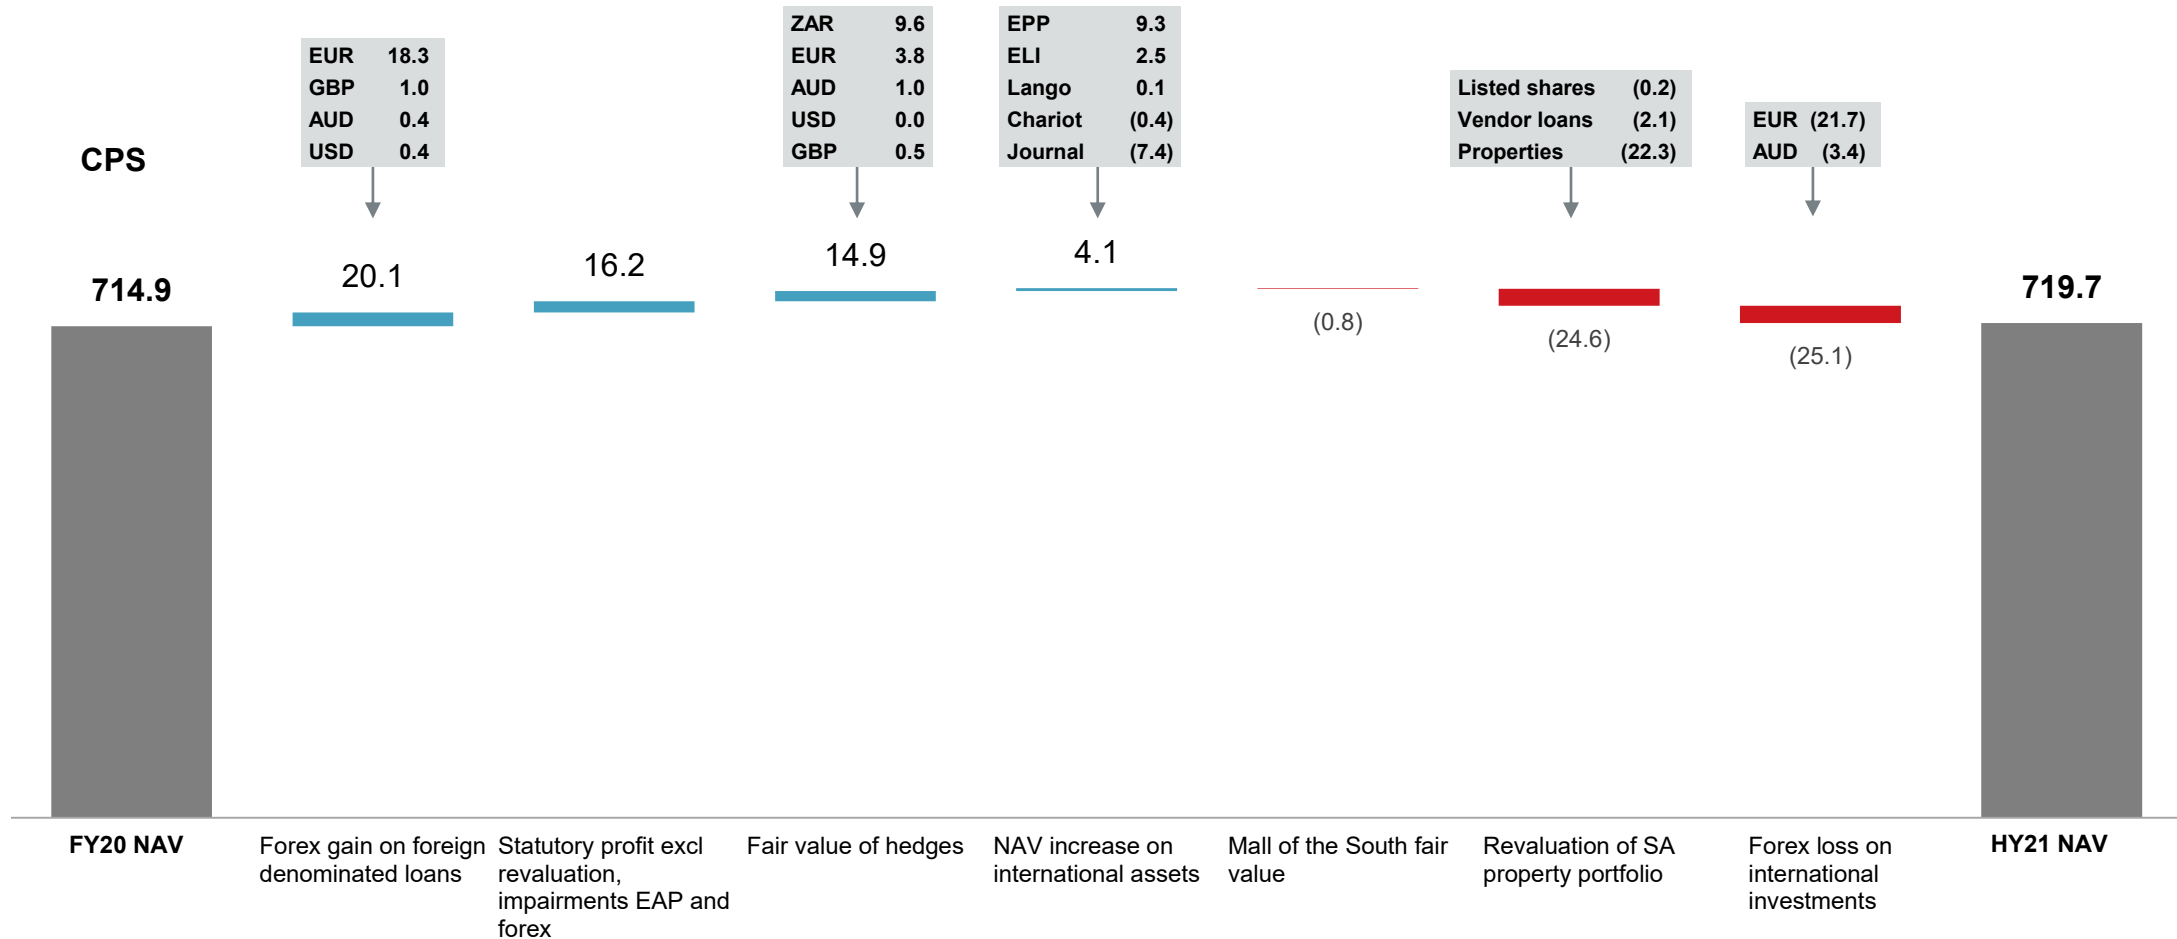 CPS
EUR 18.3
GBP 1.0
AUD 0.4
USD 0.4
ZAR 9.6
EUR 3.8
AUD 1.0
USD 0.0
GBP 0.5
EPP 9.3
ELI 2.5
Lango 0.1
Chariot (0.4)
Journal (7.4)
Listed shares (0.2)
Vendor loans (2.1)
Properties (22.3)
EUR (21.7)
AUD (3.4)
714.9
20.1
16.2
14.9
4.1
(0.8)
(24.6)
(25.1)
719.7
FY20 NAV
Forex gain on foreign
denominated loans
Statutory profit excl
revaluation,
impairments EAP and
forex
Fair value of hedges
NAV increase on
international assets
Mall of the South fair
value
Revaluation of SA
property portfolio
Forex loss on
international
investments
HY21 NAV